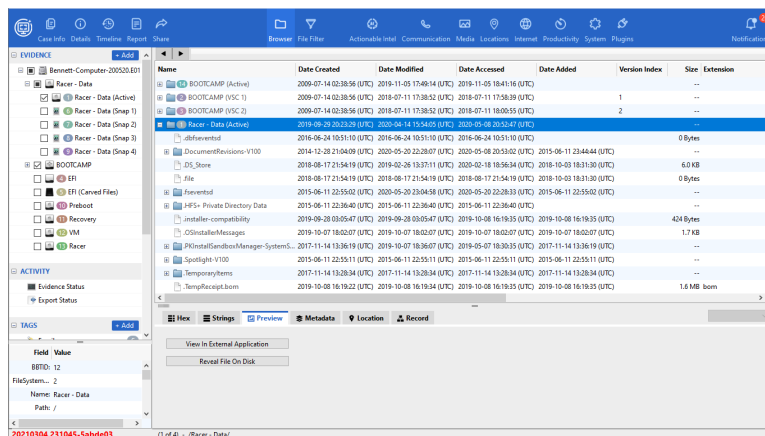 Case Info Details Timeline Report Share Browser File Filter Actionable Intel Communication Media Locations Internet Productivity System Plugins Notification
EVIDENCE + Add
Bennett-Computer-200520.E01
Racer - Data
1 Racer - Data (Active)
Racer - Data (Snap 1)
Racer - Data (Snap 2)
Racer - Data (Snap 3)
Racer - Data (Snap 4)
BOOTCAMP
4 EFI
5 EFI (Carved Files)
10 Preboot
11 Recovery
12 VM
13 Racer
ACTIVITY
Evidence Status
Export Status
TAGS + Add
Field Value
BBTID: 12
FileSystem... 2
Name: Racer - Data
Path: /
20210304.231045-5abde03
Name Date Created Date Modified Date Accessed Date Added Version Index Size Extension
14 BOOTCAMP (Active) 2009-07-14 02:38:56 (UTC) 2019-11-05 17:49:14 (UTC) 2019-11-05 18:41:16 (UTC) --
2 BOOTCAMP (VSC 1) 2009-07-14 02:38:56 (UTC) 2018-07-11 17:38:52 (UTC) 2018-07-11 17:58:39 (UTC) 1 --
3 BOOTCAMP (VSC 2) 2009-07-14 02:38:56 (UTC) 2018-07-11 17:38:52 (UTC) 2018-07-11 18:00:55 (UTC) 2 --
1 Racer - Data (Active) 2019-09-29 20:23:29 (UTC) 2020-04-14 15:54:05 (UTC) 2020-05-08 20:52:47 (UTC) --
.dbfseventsd 2016-06-24 10:51:10 (UTC) 2016-06-24 10:51:10 (UTC) 2016-06-24 10:51:10 (UTC) 0 Bytes
.DocumentRevisions-V100 2014-12-28 21:04:09 (UTC) 2020-05-20 22:28:07 (UTC) 2020-05-08 20:53:02 (UTC) 2015-06-11 23:44:44 (UTC) --
.DS_Store 2018-08-17 21:54:19 (UTC) 2019-02-26 13:37:11 (UTC) 2020-02-18 18:56:34 (UTC) 2018-10-03 18:31:30 (UTC) 6.0 KB
.file 2018-08-17 21:54:19 (UTC) 2018-08-17 21:54:19 (UTC) 2018-08-17 21:54:19 (UTC) 2018-10-03 18:31:30 (UTC) 0 Bytes
.fseventsd 2015-06-11 22:55:02 (UTC) 2020-05-20 23:04:58 (UTC) 2020-05-20 22:28:33 (UTC) 2015-06-11 22:55:02 (UTC) --
.HFS+ Private Directory Data 2015-06-11 22:36:40 (UTC) 2015-06-11 22:36:40 (UTC) 2015-06-11 22:36:40 (UTC) --
.installer-compatibility 2019-09-28 03:05:47 (UTC) 2019-09-28 03:05:47 (UTC) 2019-10-08 16:19:35 (UTC) 2019-10-08 16:19:35 (UTC) 424 Bytes
.OSInstallerMessages 2019-10-07 18:02:07 (UTC) 2019-10-07 18:02:07 (UTC) 2019-10-07 18:02:07 (UTC) 2019-10-07 18:02:07 (UTC) 1.7 KB
.PKInstallSandboxManager-SystemS... 2017-11-14 13:36:19 (UTC) 2019-10-07 18:36:07 (UTC) 2019-05-07 18:30:35 (UTC) 2017-11-14 13:36:19 (UTC) --
.Spotlight-V100 2015-06-11 22:55:11 (UTC) 2015-06-11 22:55:11 (UTC) 2015-06-11 22:55:11 (UTC) 2015-06-11 22:55:11 (UTC) --
.TemporaryItems 2017-11-14 13:28:34 (UTC) 2017-11-14 13:28:34 (UTC) 2017-11-14 13:28:34 (UTC) 2017-11-14 13:28:34 (UTC) --
.TempReceipt.bom 2019-10-08 16:19:22 (UTC) 2019-10-08 16:19:34 (UTC) 2019-10-08 16:19:35 (UTC) 2019-10-08 16:19:35 (UTC) 1.6 MB bom
Hex Strings Preview Metadata Location Record
View In External Application
Reveal File On Disk
(1 of 4) - /Racer - Data/